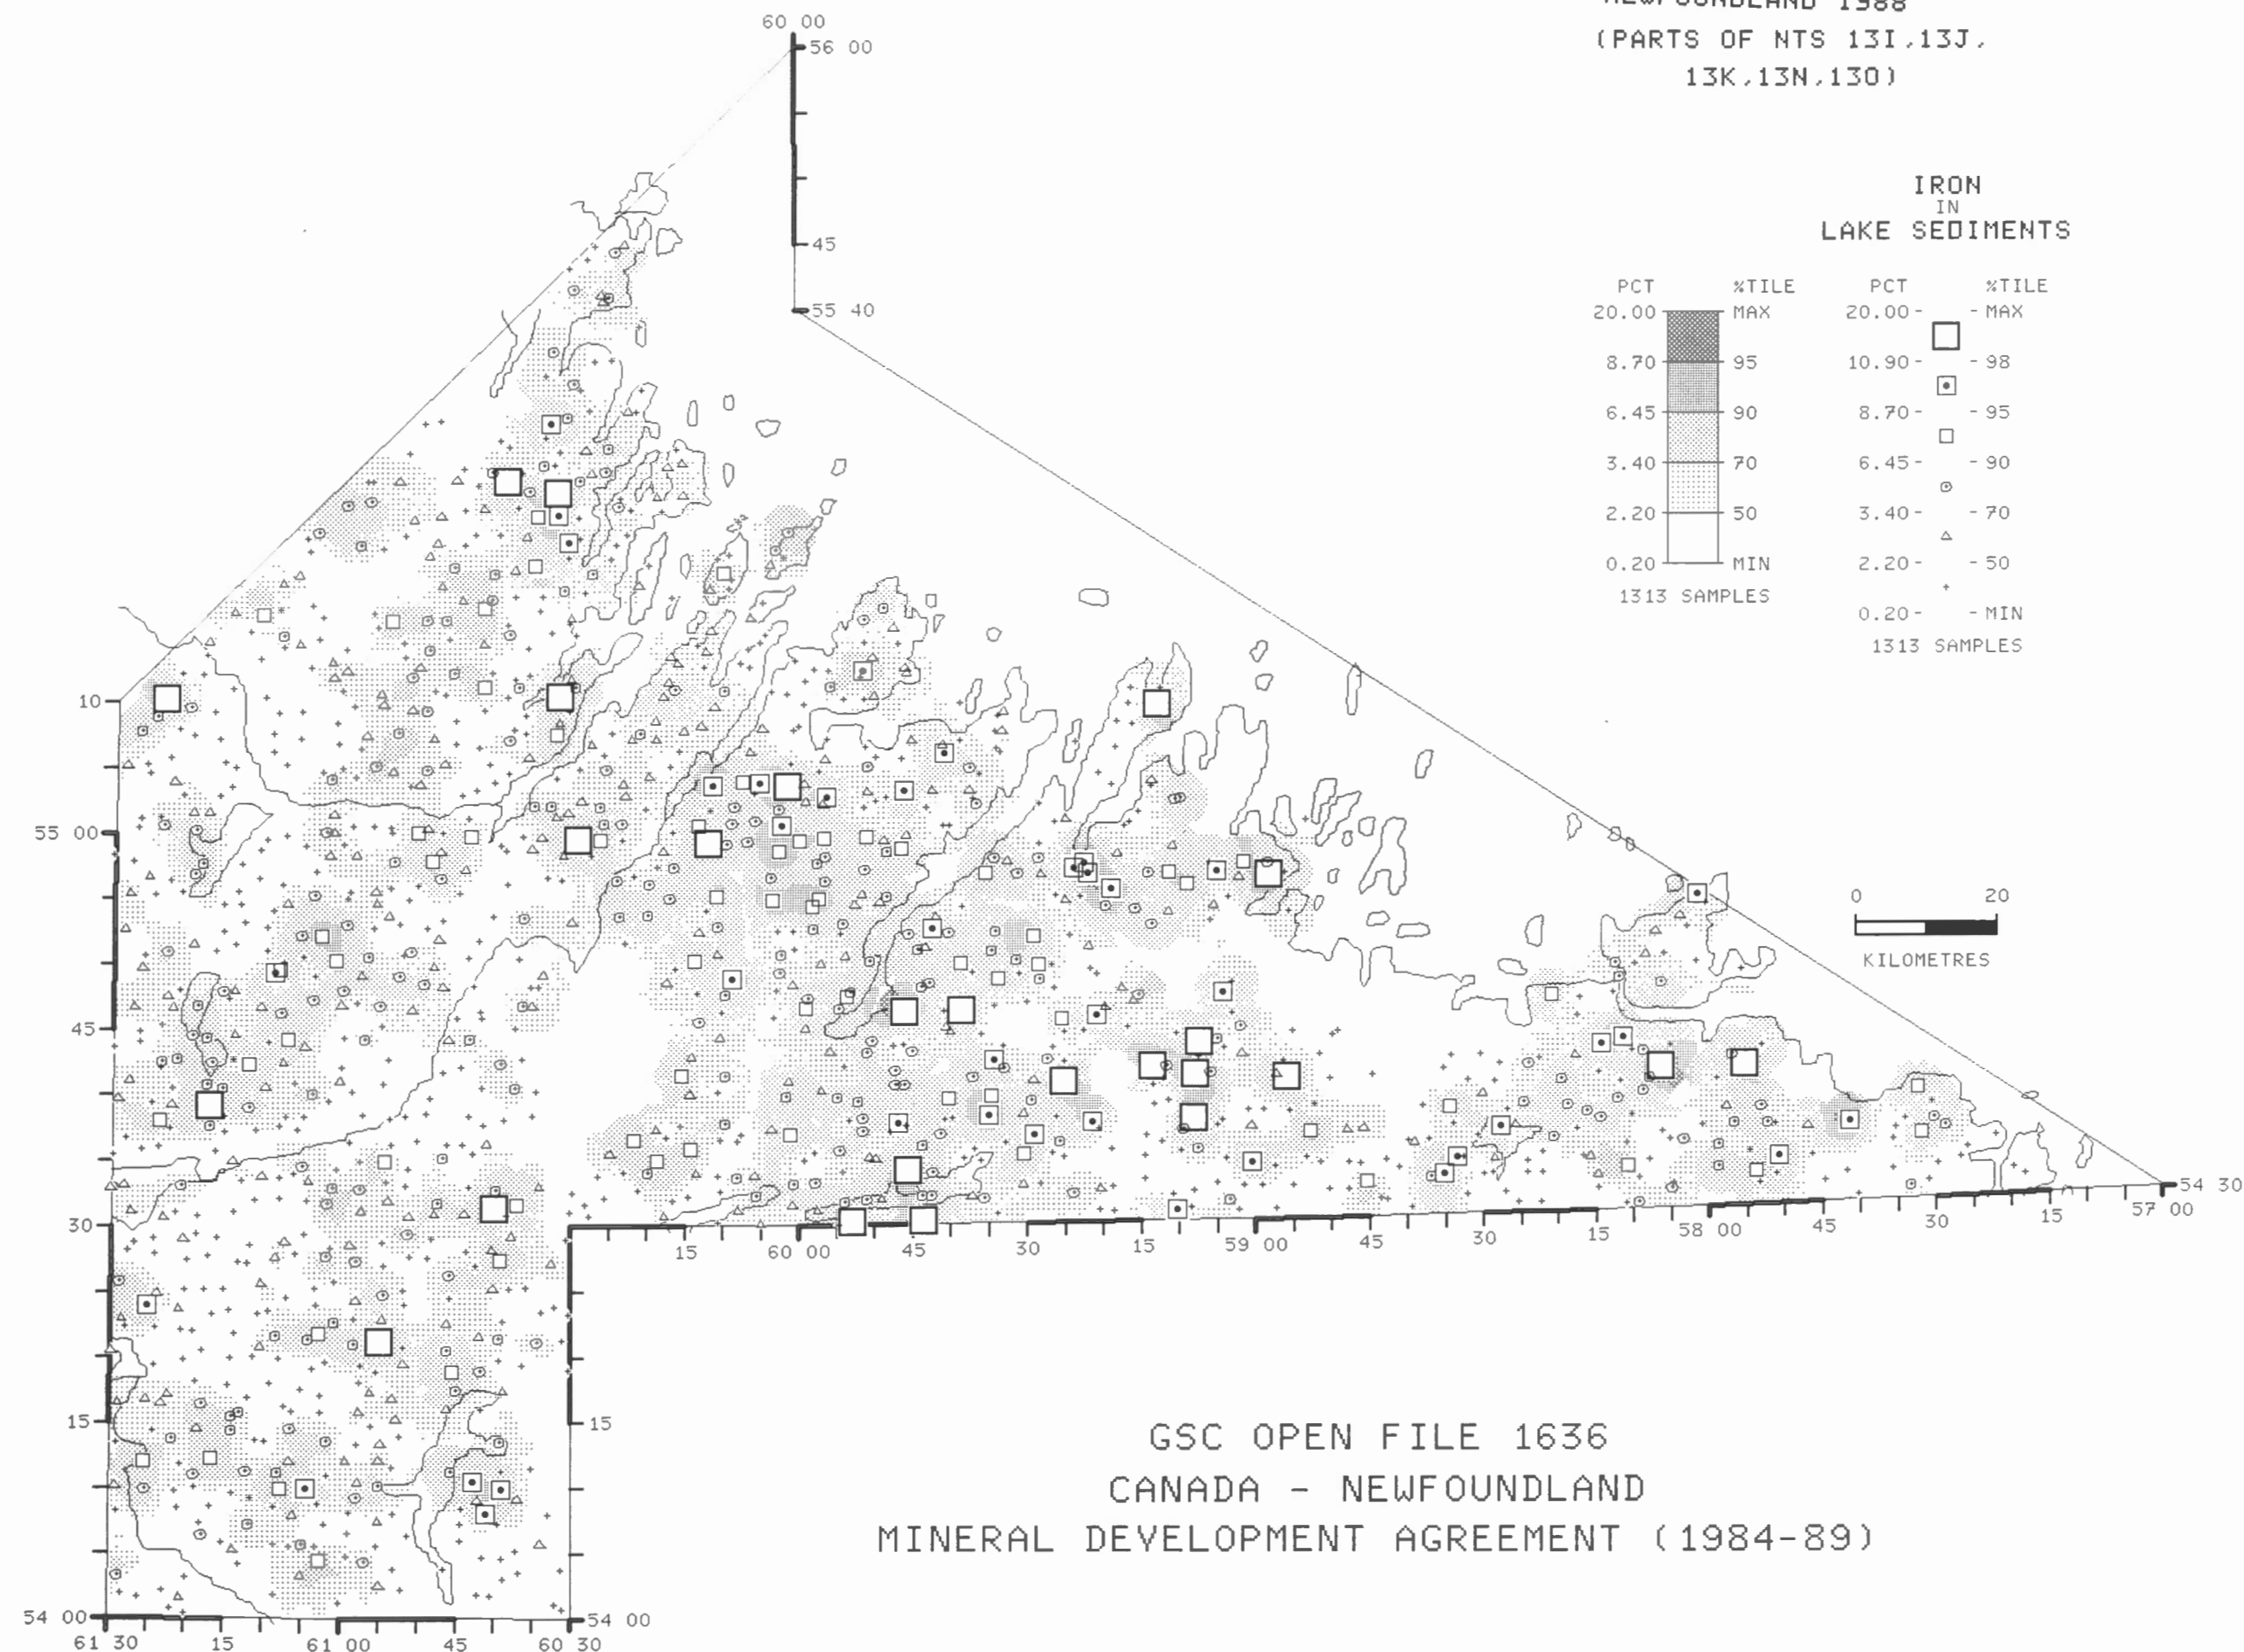 NEWFOUNDLAND 1988
(PARTS OF NTS 13I,13J,
13K,13N,13O)
60 00
56 00
45
55 40
IRON
IN
LAKE SEDIMENTS
PCT %TILE PCT %TILE
20.00 MAX 20.00- -MAX
8.70 95 10.90- -98
6.45 90 8.70- -95
3.40 70 6.45- -90
2.20 50 3.40- -70
0.20 MIN 2.20- -50
1313 SAMPLES
0.20- -MIN
1313 SAMPLES
10
55 00
0 20
KILOMETRES
45
54 30
57 00
30
15 60 00 45 30 15 59 00 45 30 15 58 00 45 30 15
15
15
GSC OPEN FILE 1636
CANADA - NEWFOUNDLAND
MINERAL DEVELOPMENT AGREEMENT (1984-89)
54 00
54 00
61 30 15 61 00 45 60 30